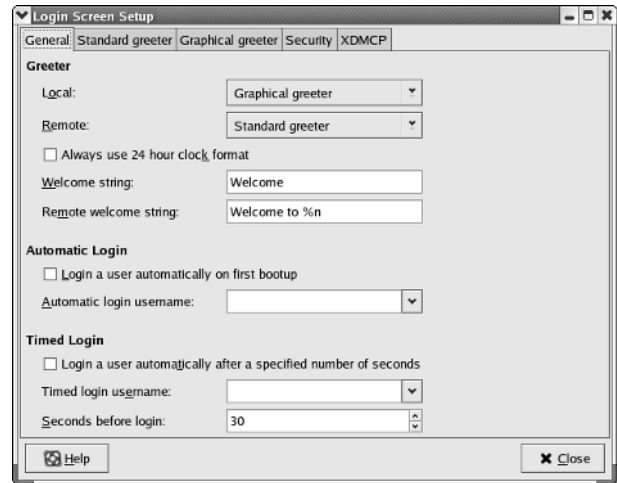 Login Screen Setup
General Standard greeter Graphical greeter Security XDMCP
Greeter
Local: Graphical greeter
Remote: Standard greeter
Always use 24 hour clock format
Welcome string: Welcome
Remote welcome string: Welcome to %n
Automatic Login
Login a user automatically on first bootup
Automatic login username:
Timed Login
Login a user automatically after a specified number of seconds
Timed login username:
Seconds before login: 30
Help Close